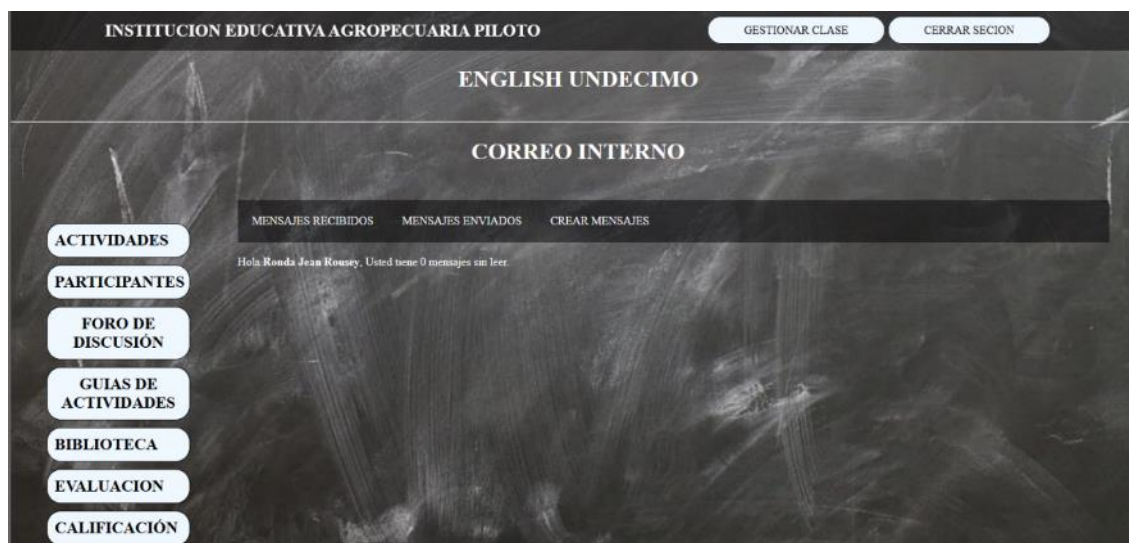 INSTITUCION EDUCATIVA AGROPECUARIA PILOTO
GESTIONAR CLASE
CERRAR SECION
ENGLISH UNDECIMO
CORREO INTERNO
MENSAJES RECIBIDOS
MENSAJES ENVIADOS
CREAR MENSAJES
Hola Ronda Jean Rousey, Usted tiene 0 mensajes sin leer.
ACTIVIDADES
PARTICIPANTES
FORO DE
DISCUSIÓN
GUIAS DE
ACTIVIDADES
BIBLIOTECA
EVALUACION
CALIFICACIÓN